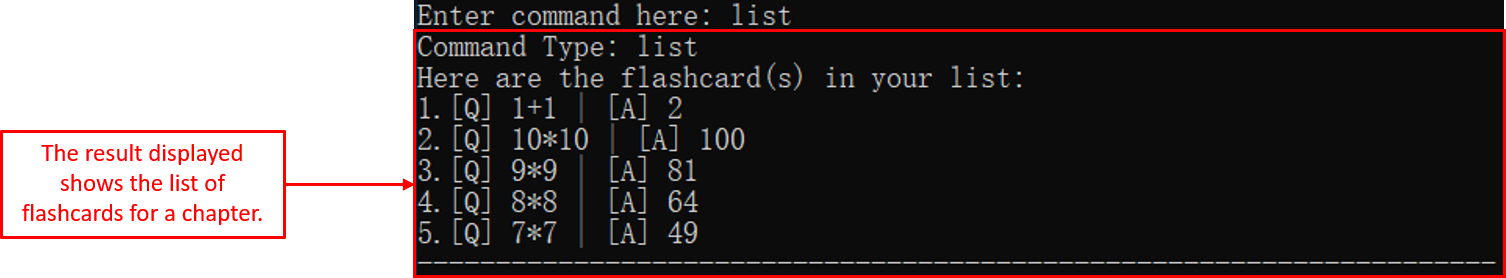 Enter command here: list
Command Type: list
Here are the flashcard(s) in your list:
1.[Q] 1+1 | [A] 2
2.[Q] 10*10 | [A] 100
3.[Q] 9*9 | [A] 81
4.[Q] 8*8 | [A] 64
5.[Q] 7*7 | [A] 49
------------------------------------------------------------------------
The result displayed
shows the list of
flashcards for a chapter.